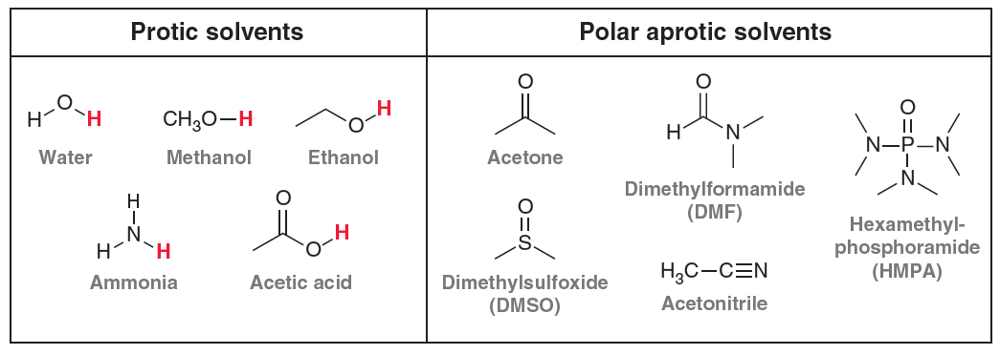 Protic solvents
Polar aprotic solvents
H O H
Water
CH₃O–H
Methanol
O H
Ethanol
H
N
H H
Ammonia
O
O H
Acetic acid
O
Acetone
O
H N
Dimethylformamide
(DMF)
O
S
Dimethylsulfoxide
(DMSO)
H₃C–C≡N
Acetonitrile
O
N–P–N
N
Hexamethyl-
phosphoramide
(HMPA)